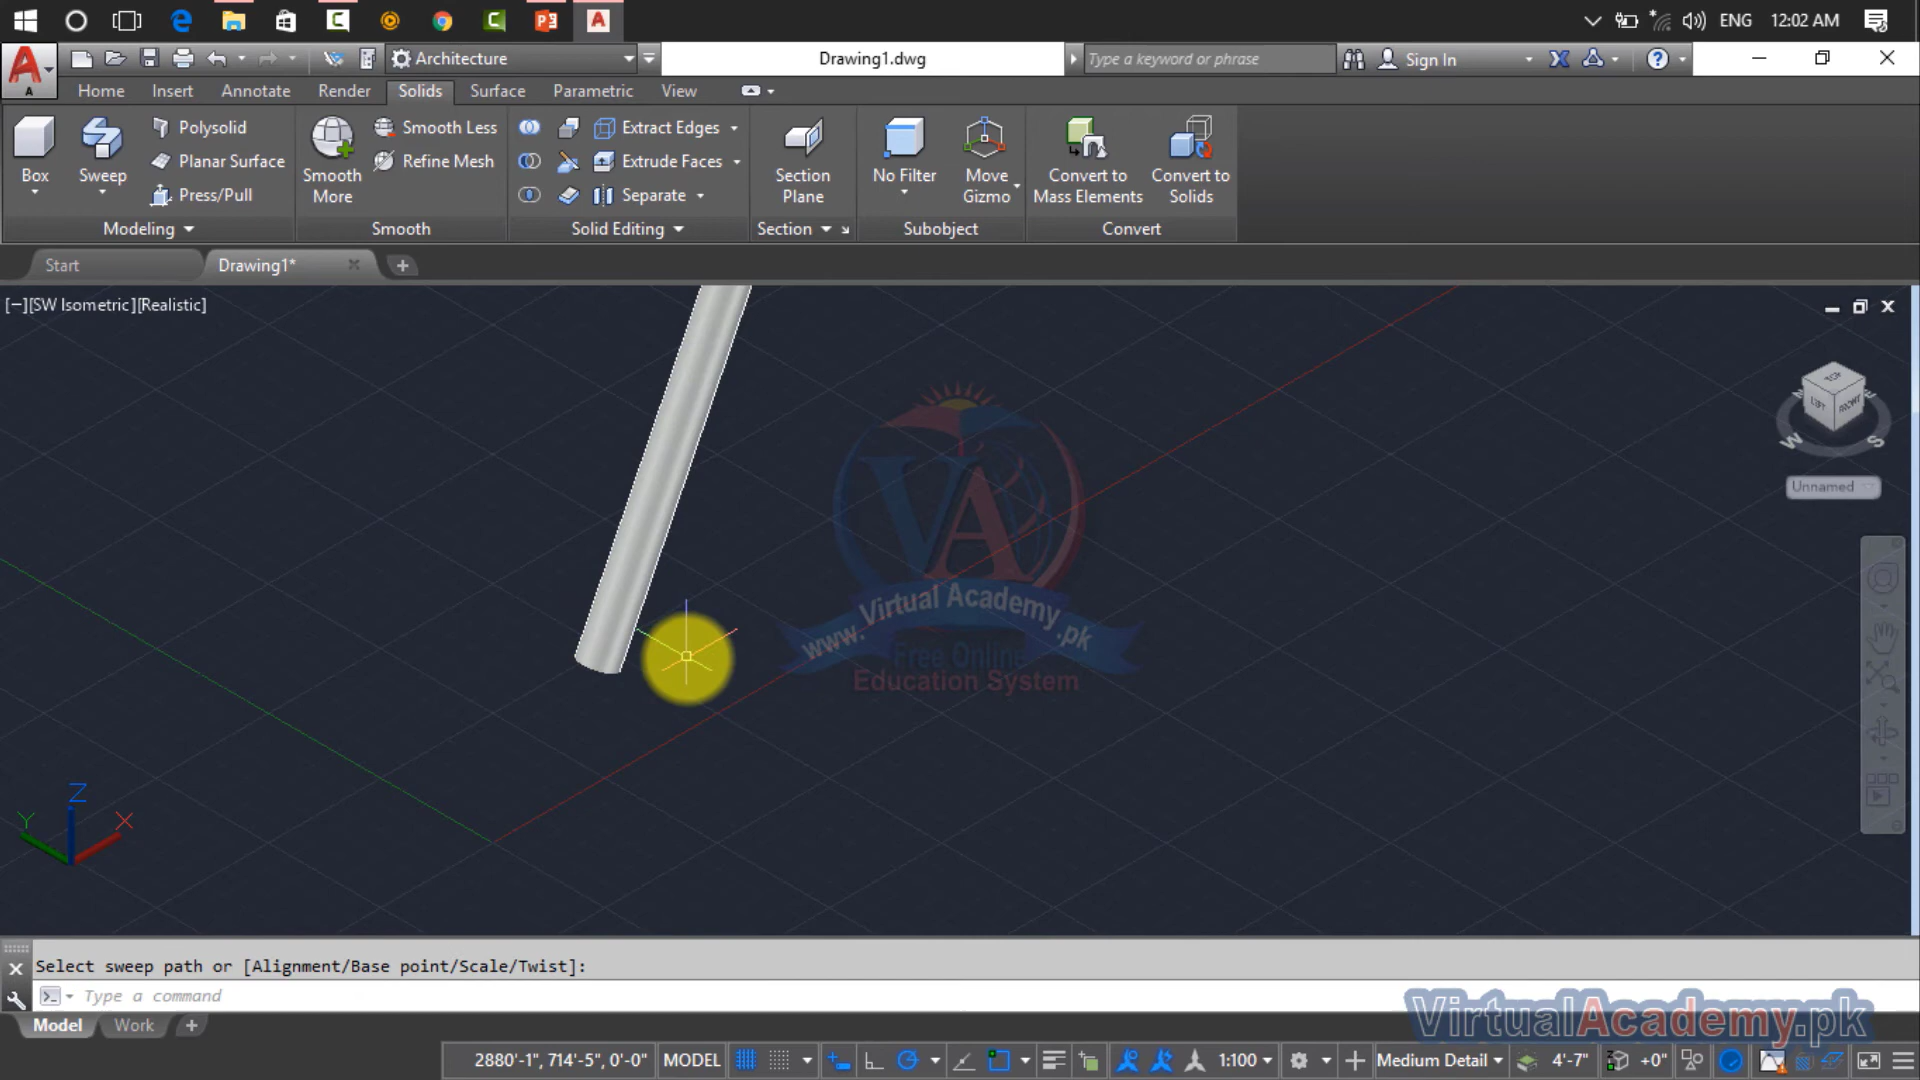 ENG 12:02 AM
Architecture
Drawing1.dwg
Type a keyword or phrase
Sign In
A
Home Insert Annotate Render Solids Surface Parametric View
Box
Sweep
Polysolid
Planar Surface
Press/Pull
Modeling
Smooth More
Smooth Less
Refine Mesh
Smooth
Extract Edges
Extrude Faces
Separate
Solid Editing
Section Plane
Section
No Filter
Move Gizmo
Subobject
Convert to Mass Elements
Convert to Solids
Convert
Start
Drawing1*
[−][SW Isometric][Realistic]
TOP
LEFT
FRONT
W
S
Unnamed
VA
www.Virtual Academy.pk
Free Online
Education System
Z
Y
X
Select sweep path or [Alignment/Base point/Scale/Twist]:
Type a command
Model Work
VirtualAcademy.pk
2880'-1", 714'-5", 0'-0" MODEL 1:100 Medium Detail 4'-7" +0"